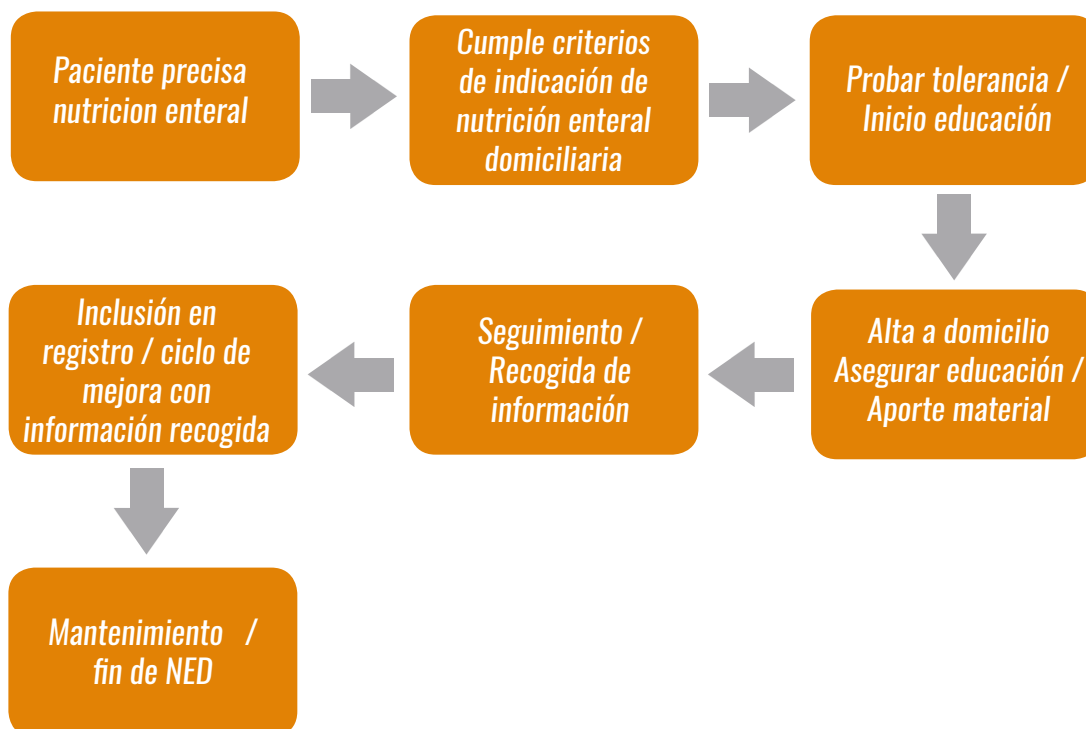 Paciente precisa
nutricion enteral
Cumple criterios
de indicación de
nutrición enteral
domiciliaria
Probar tolerancia /
Inicio educación
Alta a domicilio
Asegurar educación /
Aporte material
Seguimiento /
Recogida de
información
Inclusión en
registro / ciclo de
mejora con
información recogida
Mantenimiento /
fin de NED